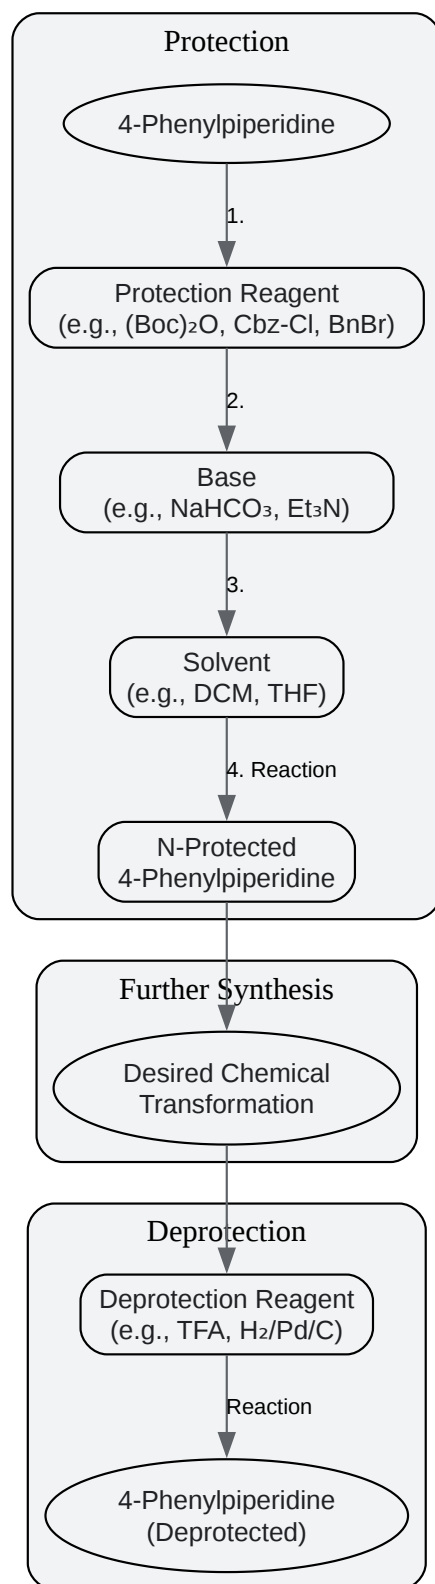 Protection
4-Phenylpiperidine
1.
Protection Reagent
(e.g., (Boc)₂O, Cbz-Cl, BnBr)
2.
Base
(e.g., NaHCO₃, Et₃N)
3.
Solvent
(e.g., DCM, THF)
4. Reaction
N-Protected
4-Phenylpiperidine
Further Synthesis
Desired Chemical
Transformation
Deprotection
Deprotection Reagent
(e.g., TFA, H₂/Pd/C)
Reaction
4-Phenylpiperidine
(Deprotected)